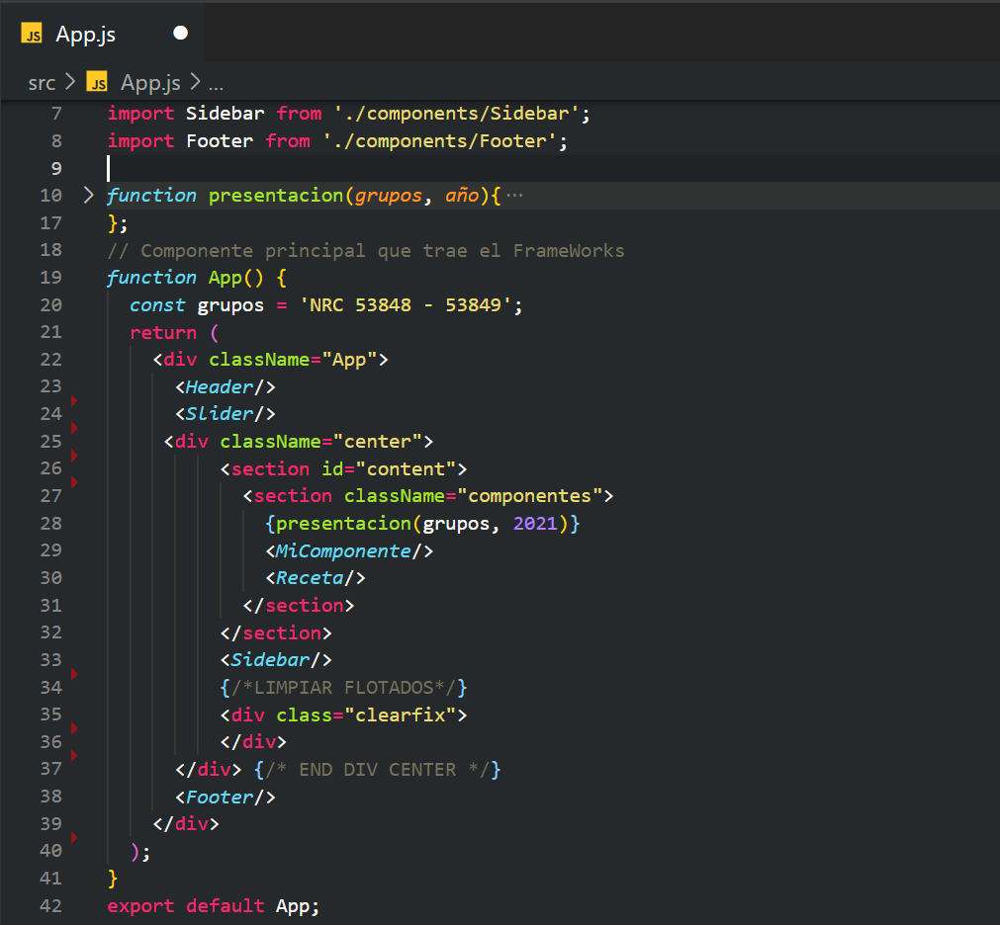 JS App.js
src > JS App.js > ...
7 import Sidebar from './components/Sidebar';
8 import Footer from './components/Footer';
9
10 function presentacion(grupos, año){ ...
17 };
18 // Componente principal que trae el FrameWorks
19 function App() {
20 const grupos = 'NRC 53848 - 53849';
21 return (
22 <div className="App">
23 <Header/>
24 <Slider/>
25 <div className="center">
26 <section id="content">
27 <section className="componentes">
28 {presentacion(grupos, 2021)}
29 <MiComponente/>
30 <Receta/>
31 </section>
32 </section>
33 <Sidebar/>
34 {/*LIMPIAR FLOTADOS*/}
35 <div class="clearfix">
36 </div>
37 </div> {/* END DIV CENTER */}
38 <Footer/>
39 </div>
40 );
41 }
42 export default App;